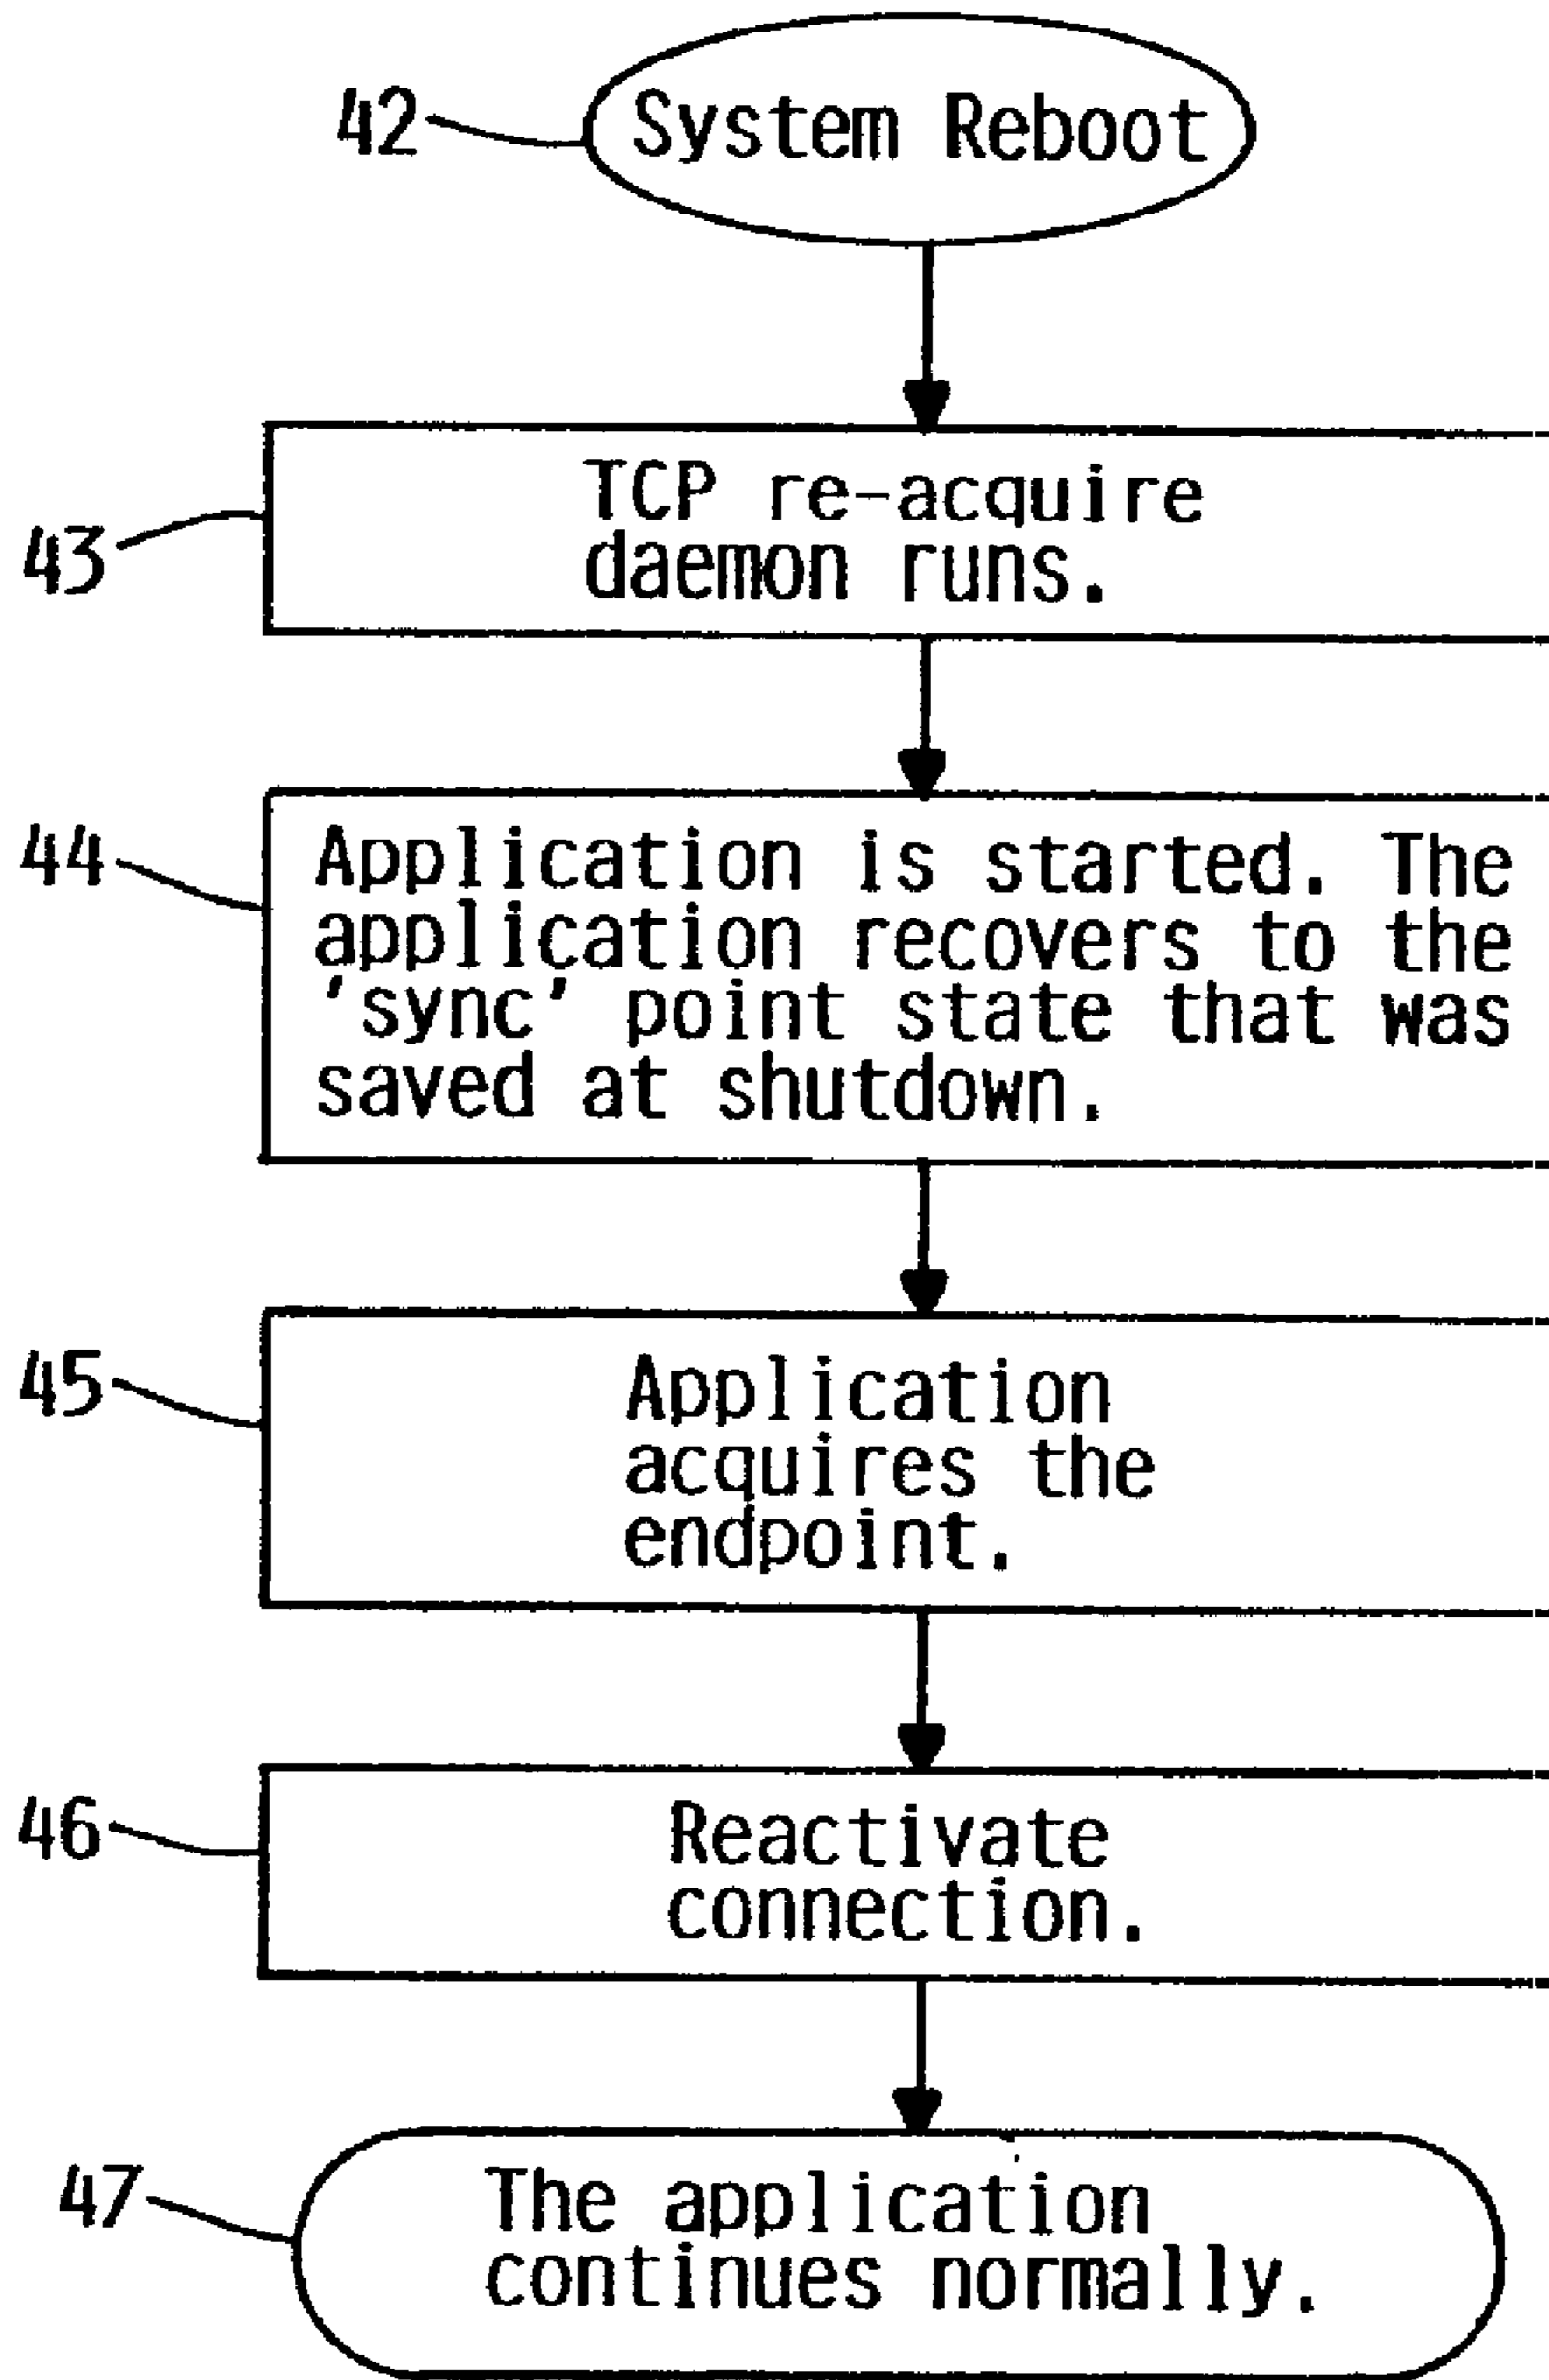 42
System Reboot
43
TCP re-acquire
daemon runs.
44
Application is started. The
application recovers to the
'sync' point state that was
saved at shutdown.
45
Application
acquires the
endpoint.
46
Reactivate
connection.
47
The application
continues normally.